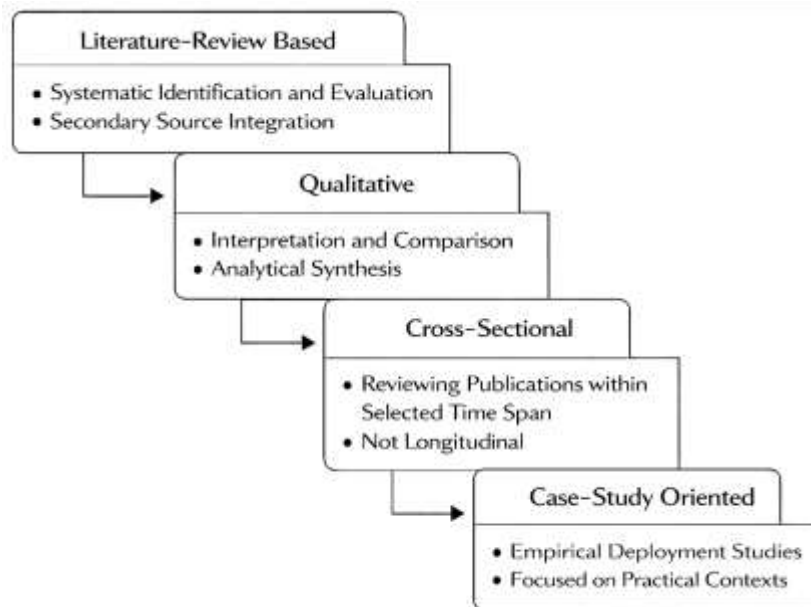 Literature-Review Based
• Systematic Identification and Evaluation
• Secondary Source Integration
Qualitative
• Interpretation and Comparison
• Analytical Synthesis
Cross-Sectional
• Reviewing Publications within
Selected Time Span
• Not Longitudinal
Case-Study Oriented
• Empirical Deployment Studies
• Focused on Practical Contexts